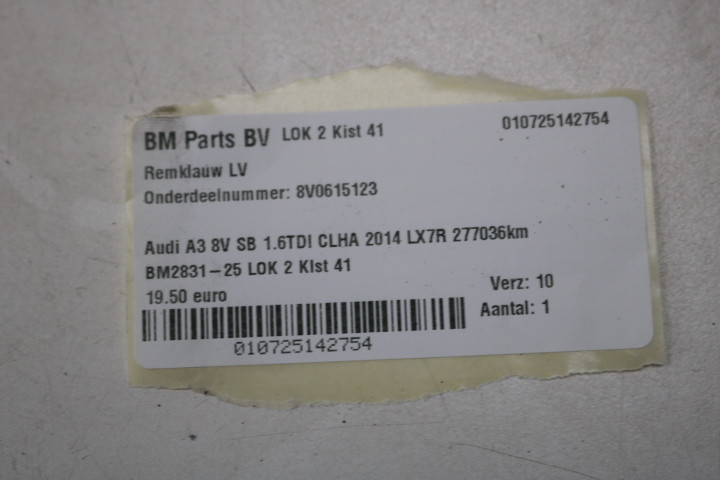 BM Parts BV LOK 2 Kist 41 010725142754
Remklauw LV
Onderdeelnummer: 8V0615123
Audi A3 8V SB 1.6TDI CLHA 2014 LX7R 277036km
BM2831-25 LOK 2 KIst 41
19.50 euro Verz: 10
Aantal: 1
010725142754